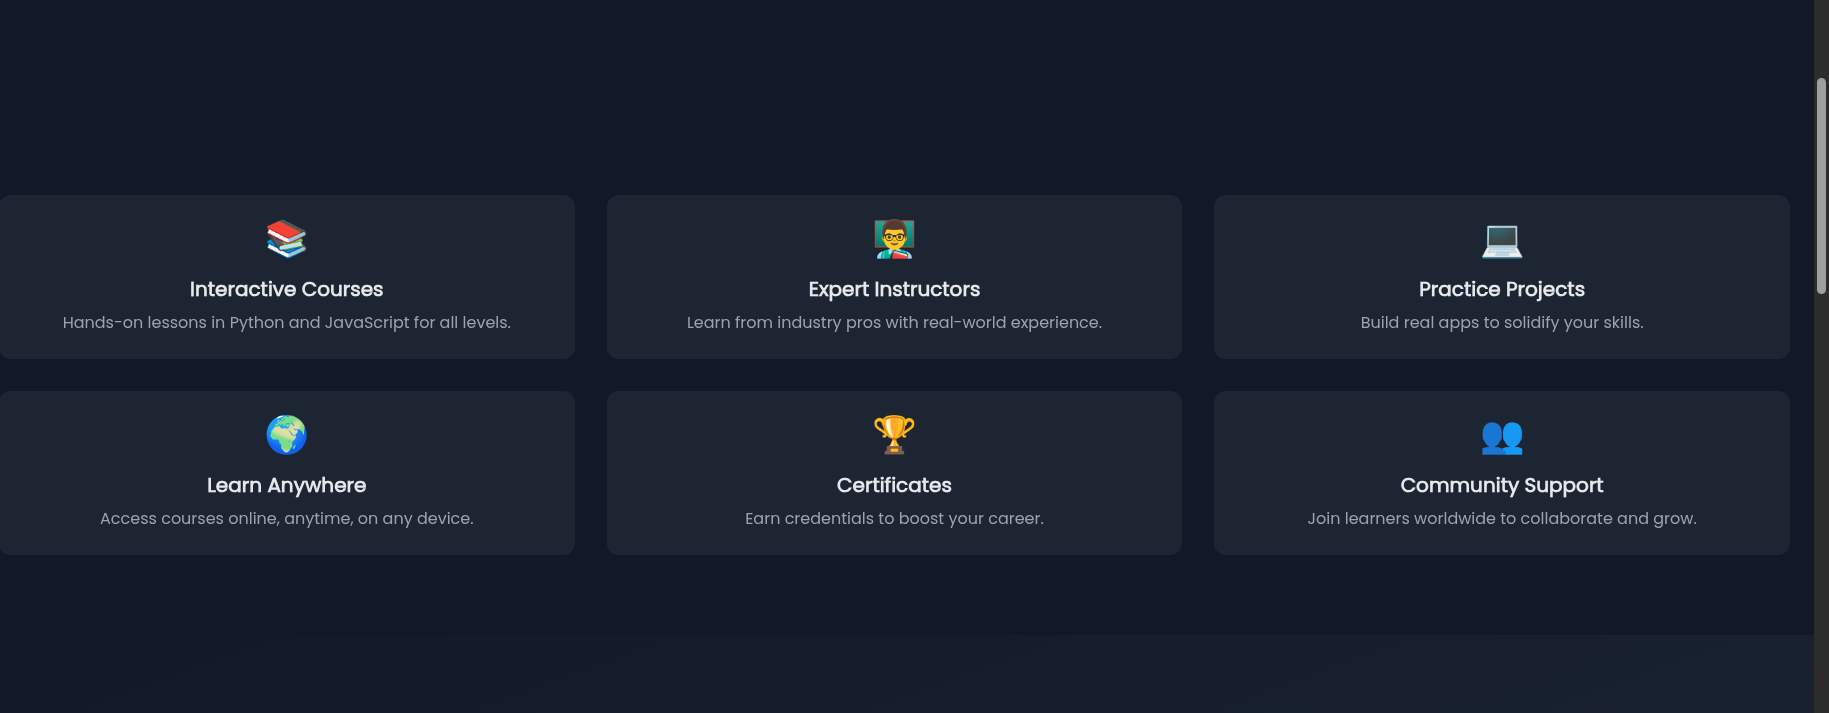 Interactive Courses
Hands-on lessons in Python and JavaScript for all levels.
Expert Instructors
Learn from industry pros with real-world experience.
Practice Projects
Build real apps to solidify your skills.
Learn Anywhere
Access courses online, anytime, on any device.
Certificates
Earn credentials to boost your career.
Community Support
Join learners worldwide to collaborate and grow.